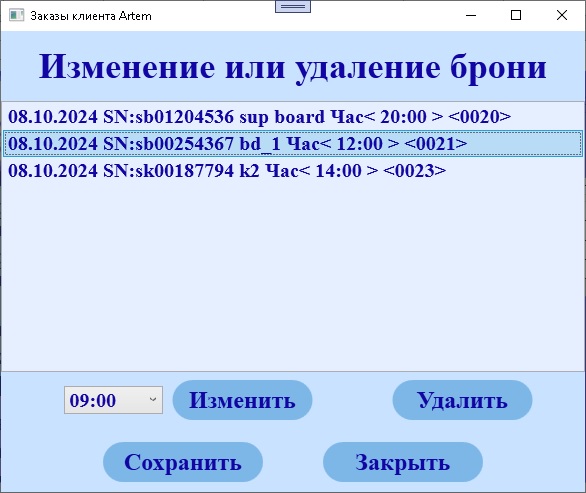 Заказы клиента Artem
Изменение или удаление брони
08.10.2024 SN:sb01204536 sup board Час< 20:00 > <0020>
08.10.2024 SN:sb00254367 bd_1 Час< 12:00 > <0021>
08.10.2024 SN:sk00187794 k2 Час< 14:00 > <0023>
09:00 Изменить Удалить
Сохранить Закрыть